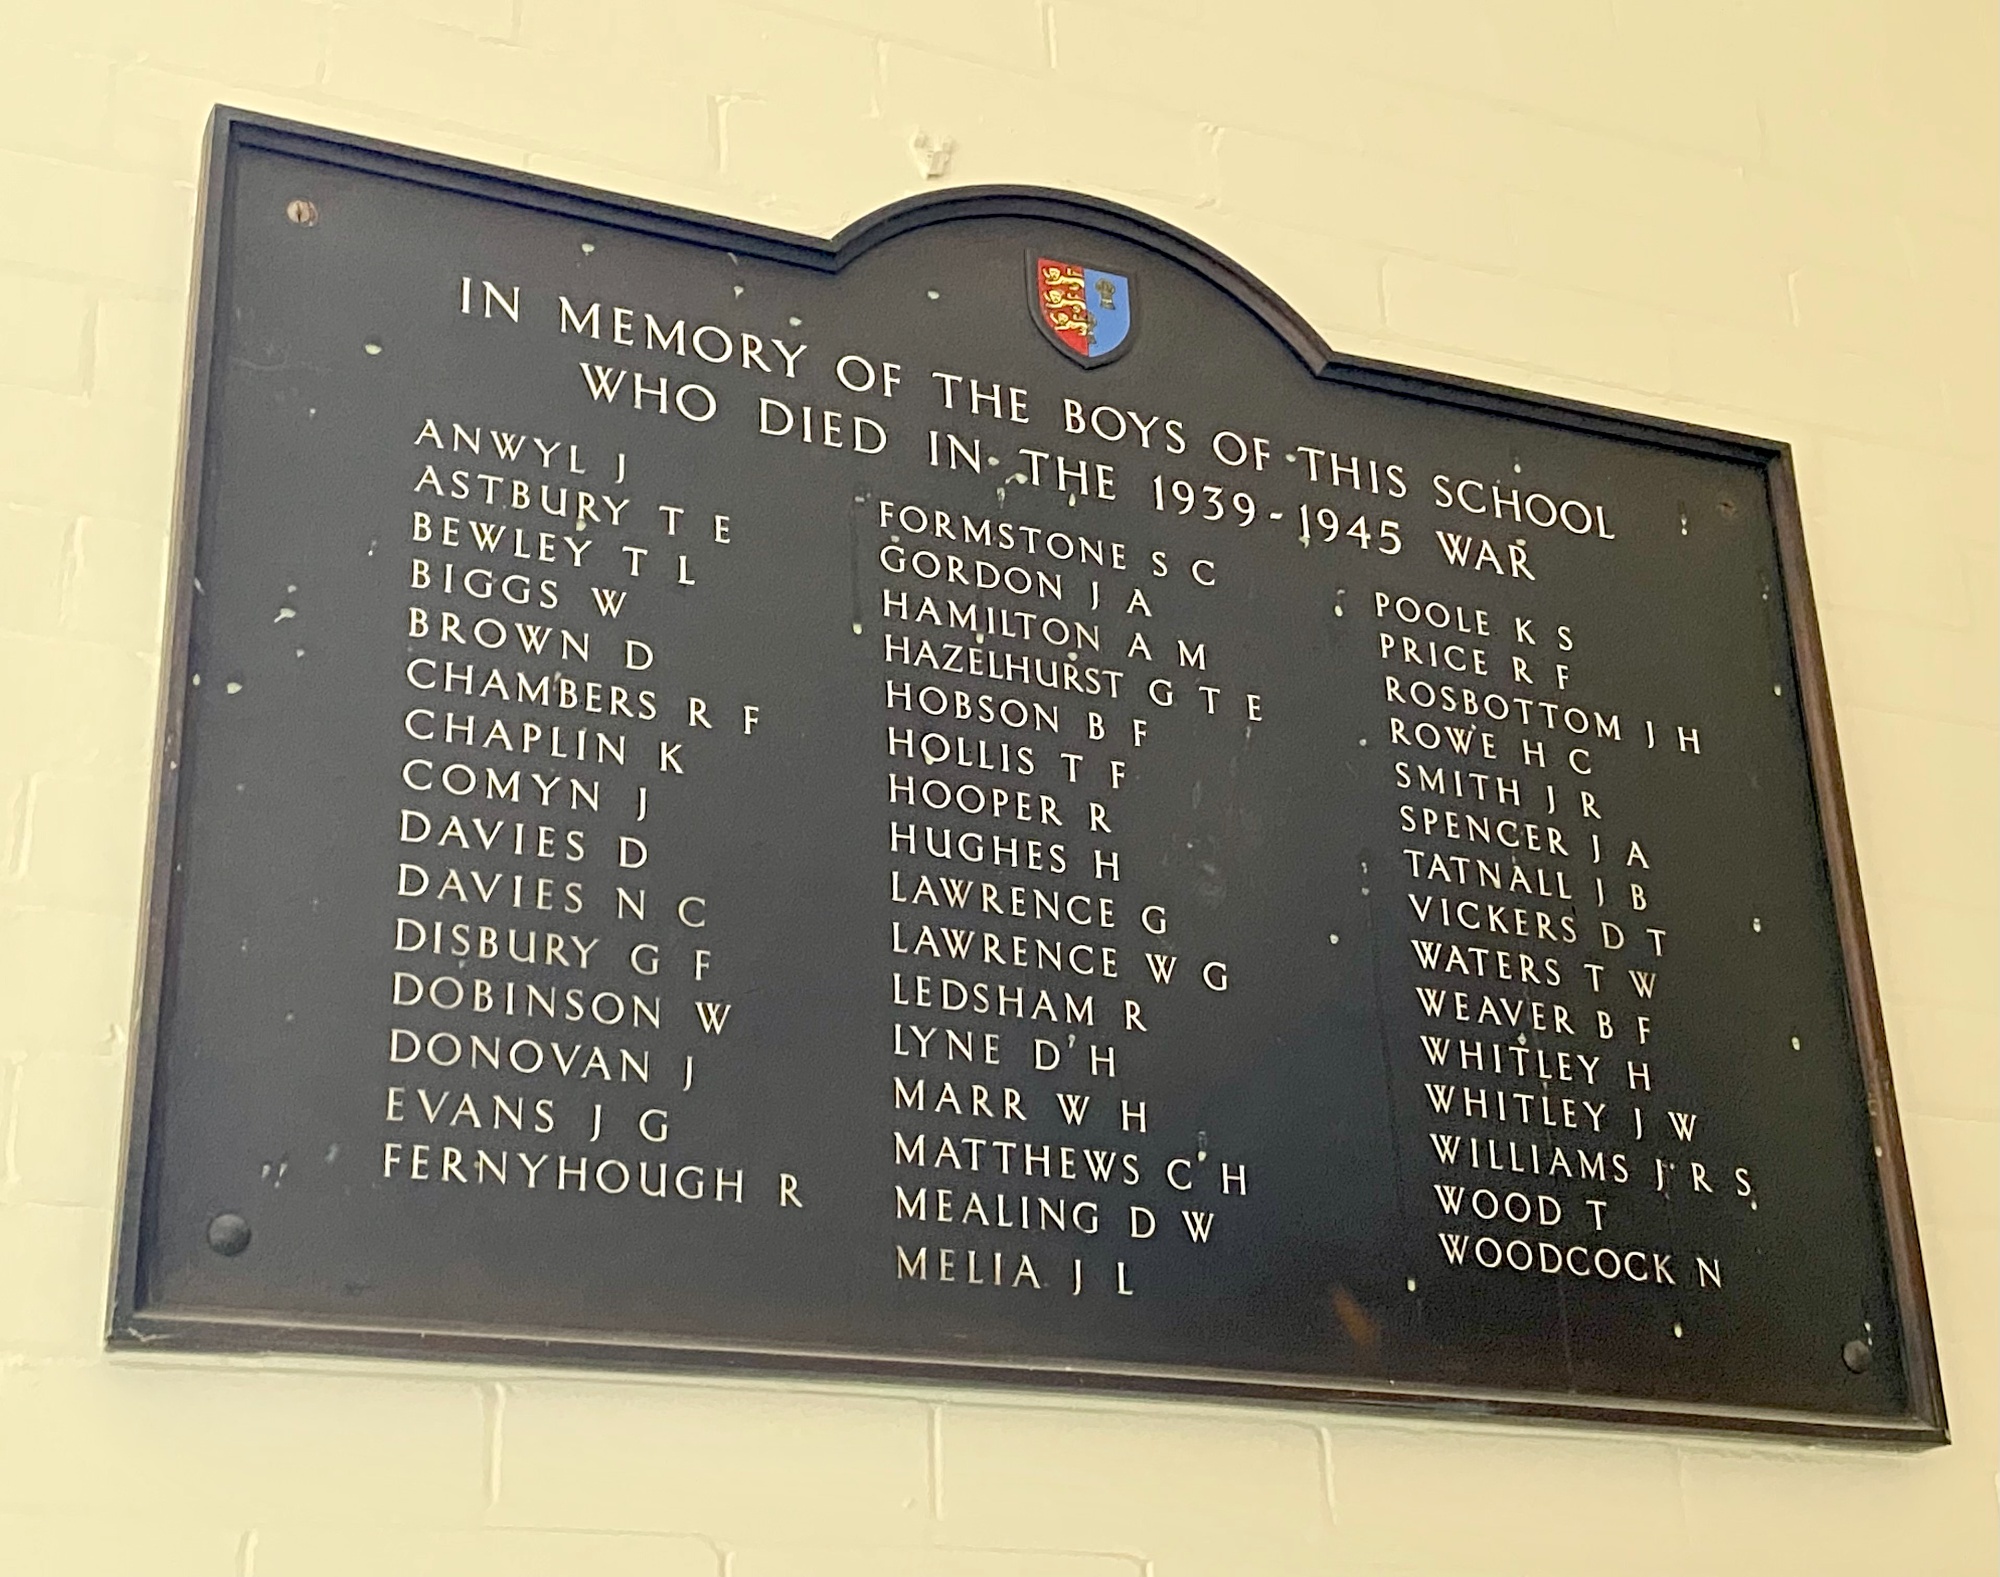 IN MEMORY OF THE BOYS OF THIS SCHOOL
WHO DIED IN THE 1939-1945 WAR
ANWYL J
ASTBURY T E
BEWLEY T L
BIGGS W
BROWN D
CHAMBERS R F
CHAPLIN K
COMYN J
DAVIES D
DAVIES N C
DISBURY G F
DOBINSON W
DONOVAN J
EVANS J G
FERNYHOUGH R
FORMSTONE S C
GORDON J A
HAMILTON A M
HAZELHURST G T E
HOBSON B F
HOLLIS T F
HOOPER R
HUGHES H
LAWRENCE G
LAWRENCE W G
LEDSHAM R
LYNE D H
MARR W H
MATTHEWS C H
MEALING D W
MELIA J L
POOLE K S
PRICE R F
ROSBOTTOM J H
ROWE H C
SMITH J R
SPENCER J A
TATNALL J B
VICKERS D T
WATERS T W
WEAVER B F
WHITLEY H
WHITLEY J W
WILLIAMS J R S
WOOD T
WOODCOCK N